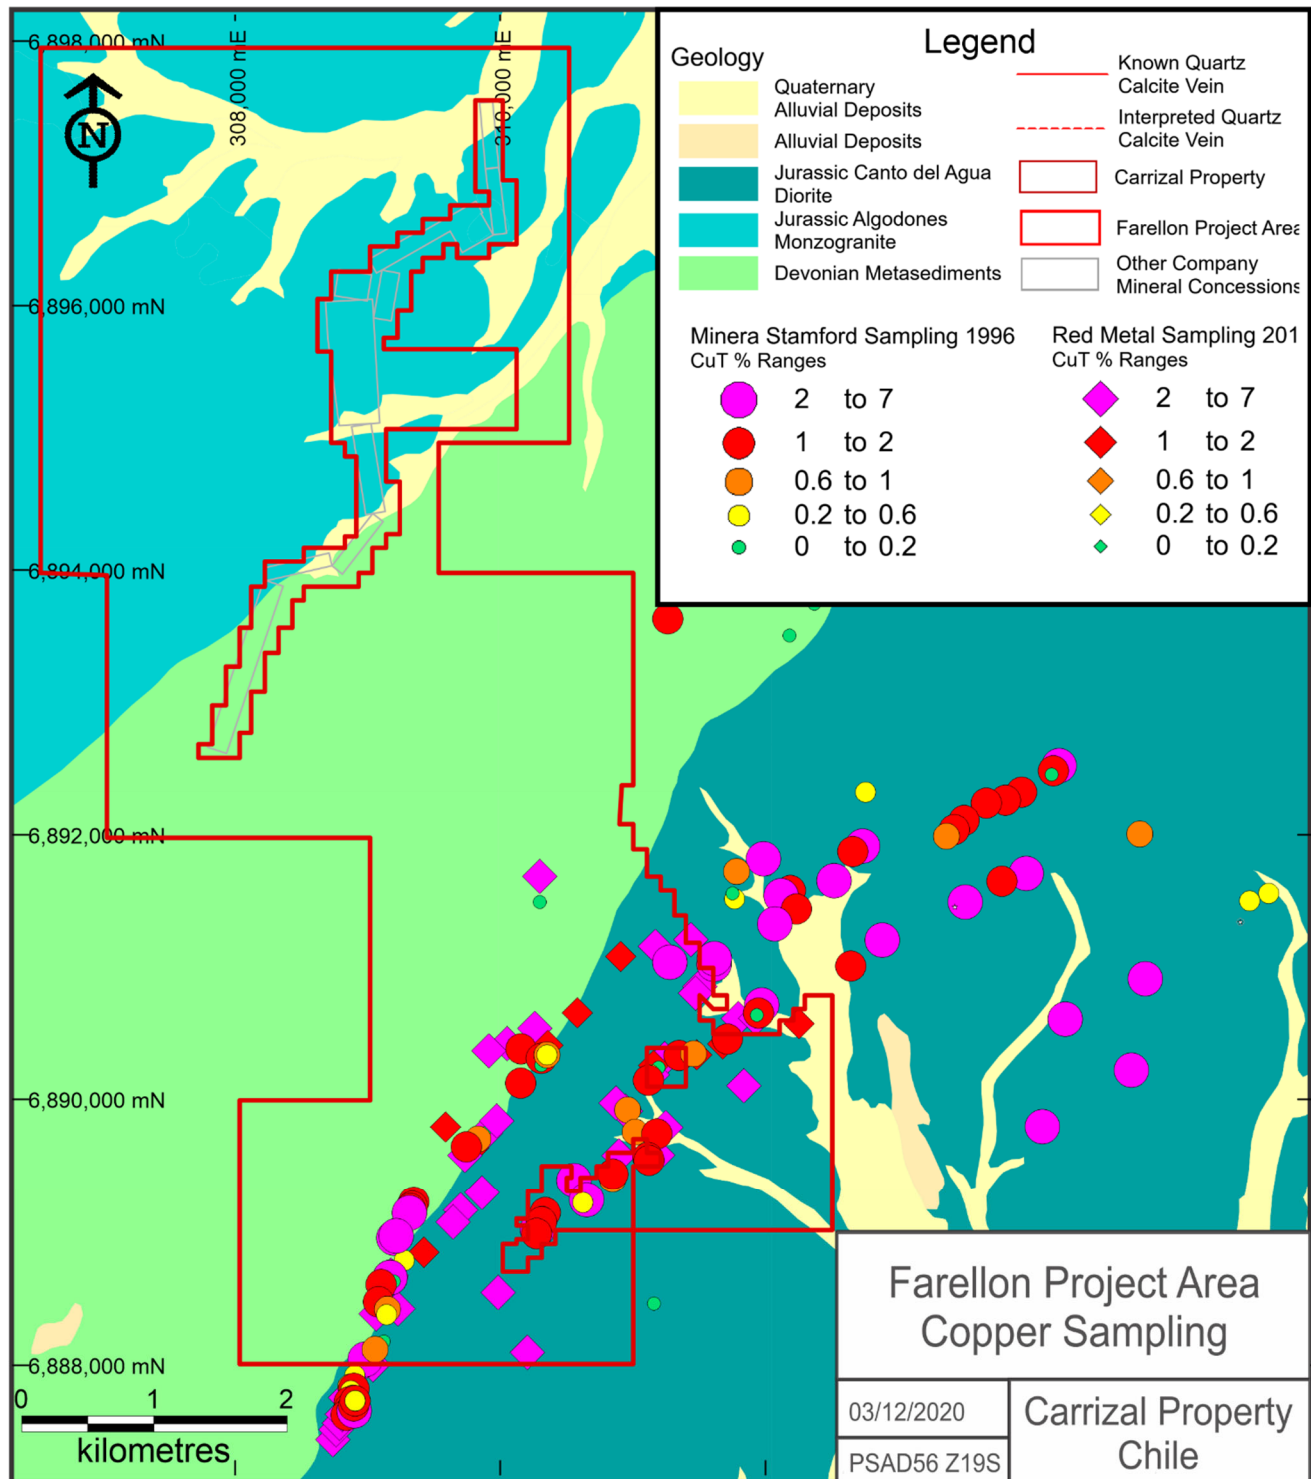 6,898,000 mN
308,000 mE
310,000 mE
N
6,896,000 mN
6,894,000 mN
6,892,000 mN
6,890,000 mN
6,888,000 mN
Legend
Geology
Quaternary
Alluvial Deposits
Alluvial Deposits
Jurassic Canto del Agua
Diorite
Jurassic Algodones
Monzogranite
Devonian Metasediments
Known Quartz
Calcite Vein
Interpreted Quartz
Calcite Vein
Carrizal Property
Farellon Project Area
Other Company
Mineral Concessions
Minera Stamford Sampling 1996
CuT % Ranges
2 to 7
1 to 2
0.6 to 1
0.2 to 0.6
0 to 0.2
Red Metal Sampling 201
CuT % Ranges
2 to 7
1 to 2
0.6 to 1
0.2 to 0.6
0 to 0.2
0 1 2
kilometres
Farellon Project Area
Copper Sampling
03/12/2020
PSAD56 Z19S
Carrizal Property
Chile